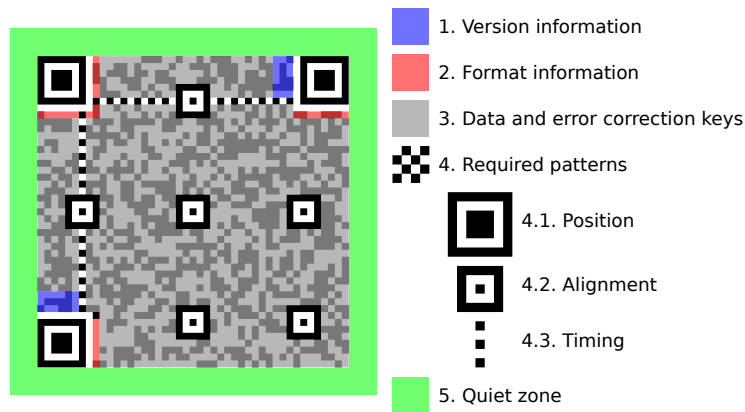 1. Version information
2. Format information
3. Data and error correction keys
4. Required patterns
4.1. Position
4.2. Alignment
4.3. Timing
5. Quiet zone